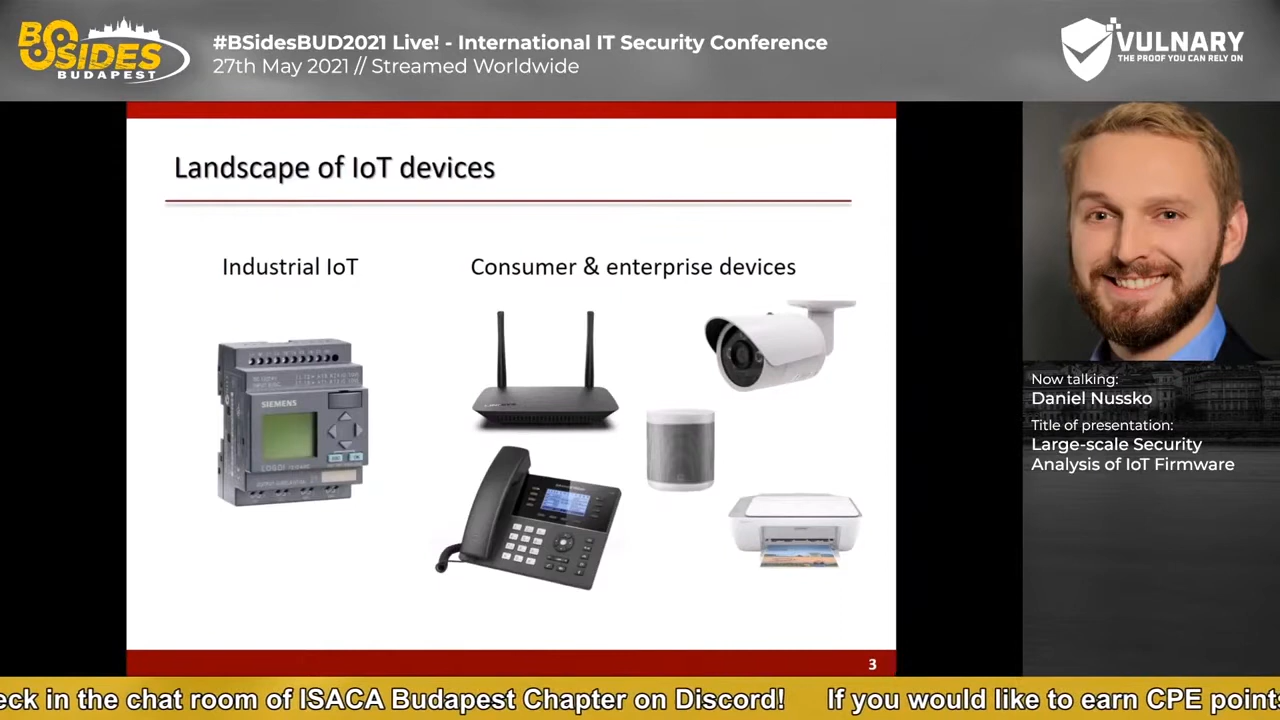 BSIDES
BUDAPEST
#BSidesBUD2021 Live! - International IT Security Conference
27th May 2021 // Streamed Worldwide
VULNARY
THE PROOF YOU CAN RELY ON
Landscape of IoT devices
Industrial IoT
Consumer & enterprise devices
SIEMENS
3
Now talking:
Daniel Nussko
Title of presentation:
Large-scale Security
Analysis of IoT Firmware
eck in the chat room of ISACA Budapest Chapter on Discord! If you would like to earn CPE points